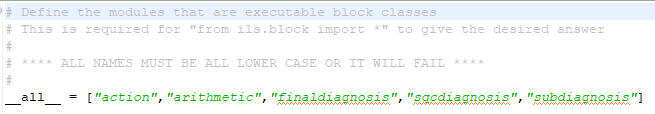 # Define the modules that are executable block classes
# This is required for "from ils.block import *" to give the desired answer
#
# **** ALL NAMES MUST BE ALL LOWER CASE OR IT WILL FAIL ****
#
__all__ = ["action","arithmetic","finaldiagnosis","sqcdiagnosis","subdiagnosis"]